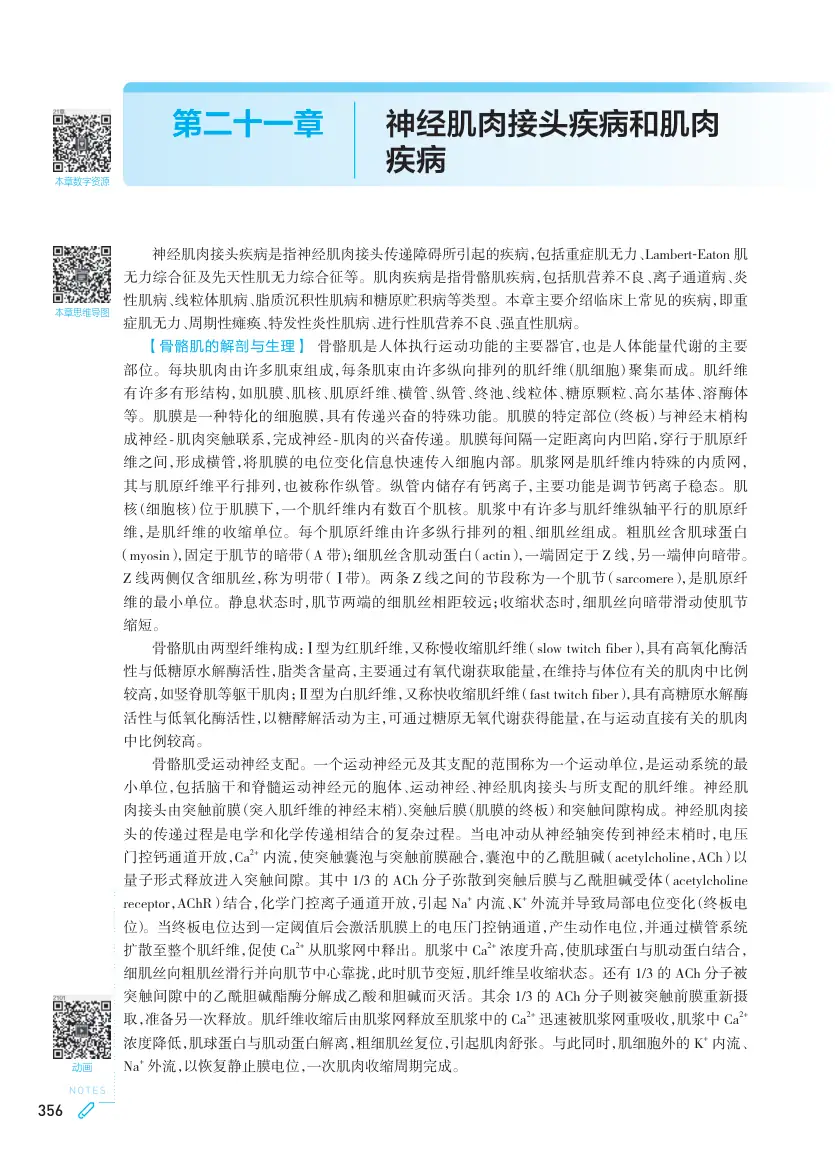 第二十一章
神经肌肉接头疾病和肌肉
疾病
21章
本章数字资源
本章思维导图
神经肌肉接头疾病是指神经肌肉接头传递障碍所引起的疾病,包括重症肌无力、Lambert-Eaton 肌
无力综合征及先天性肌无力综合征等。肌肉疾病是指骨骼肌疾病,包括肌营养不良、离子通道病、炎
性肌病、线粒体肌病、脂质沉积性肌病和糖原贮积病等类型。本章主要介绍临床上常见的疾病,即重
症肌无力、周期性瘫痪、特发性炎性肌病、进行性肌营养不良、强直性肌病。
【骨骼肌的解剖与生理】 骨骼肌是人体执行运动功能的主要器官,也是人体能量代谢的主要
部位。每块肌肉由许多肌束组成,每条肌束由许多纵向排列的肌纤维(肌细胞)聚集而成。肌纤维
有许多有形结构,如肌膜、肌核、肌原纤维、横管、纵管、终池、线粒体、糖原颗粒、高尔基体、溶酶体
等。肌膜是一种特化的细胞膜,具有传递兴奋的特殊功能。肌膜的特定部位(终板)与神经末梢构
成神经-肌肉突触联系,完成神经-肌肉的兴奋传递。肌膜每间隔一定距离向内凹陷,穿行于肌原纤
维之间,形成横管,将肌膜的电位变化信息快速传入细胞内部。肌浆网是肌纤维内特殊的内质网,
其与肌原纤维平行排列,也被称作纵管。纵管内储存有钙离子,主要功能是调节钙离子稳态。肌
核(细胞核)位于肌膜下,一个肌纤维内有数百个肌核。肌浆中有许多与肌纤维纵轴平行的肌原纤
维,是肌纤维的收缩单位。每个肌原纤维由许多纵行排列的粗、细肌丝组成。粗肌丝含肌球蛋白
(myosin),固定于肌节的暗带(A 带);细肌丝含肌动蛋白(actin),一端固定于 Z 线,另一端伸向暗带。
Z 线两侧仅含细肌丝,称为明带(Ⅰ带)。两条 Z 线之间的节段称为一个肌节(sarcomere),是肌原纤
维的最小单位。静息状态时,肌节两端的细肌丝相距较远;收缩状态时,细肌丝向暗带滑动使肌节
缩短。
骨骼肌由两型纤维构成:Ⅰ型为红肌纤维,又称慢收缩肌纤维(slow twitch fiber),具有高氧化酶活
性与低糖原水解酶活性,脂类含量高,主要通过有氧代谢获取能量,在维持与体位有关的肌肉中比例
较高,如竖脊肌等躯干肌肉;Ⅱ型为白肌纤维,又称快收缩肌纤维(fast twitch fiber),具有高糖原水解酶
活性与低氧化酶活性,以糖酵解活动为主,可通过糖原无氧代谢获得能量,在与运动直接有关的肌肉
中比例较高。
骨骼肌受运动神经支配。一个运动神经元及其支配的范围称为一个运动单位,是运动系统的最
小单位,包括脑干和脊髓运动神经元的胞体、运动神经、神经肌肉接头与所支配的肌纤维。神经肌
肉接头由突触前膜(突入肌纤维的神经末梢)、突触后膜(肌膜的终板)和突触间隙构成。神经肌肉接
头的传递过程是电学和化学传递相结合的复杂过程。当电冲动从神经轴突传到神经末梢时,电压
门控钙通道开放,Ca²⁺ 内流,使突触囊泡与突触前膜融合,囊泡中的乙酰胆碱(acetylcholine,ACh)以
量子形式释放进入突触间隙。其中 1/3 的 ACh 分子弥散到突触后膜与乙酰胆碱受体(acetylcholine
receptor,AChR)结合,化学门控离子通道开放,引起 Na⁺ 内流、K⁺ 外流并导致局部电位变化(终板电
位)。当终板电位达到一定阈值后会激活肌膜上的电压门控钠通道,产生动作电位,并通过横管系统
扩散至整个肌纤维,促使 Ca²⁺ 从肌浆网中释出。肌浆中 Ca²⁺ 浓度升高,使肌球蛋白与肌动蛋白结合,
细肌丝向粗肌丝滑行并向肌节中心靠拢,此时肌节变短,肌纤维呈收缩状态。还有 1/3 的 ACh 分子被
突触间隙中的乙酰胆碱酯酶分解成乙酸和胆碱而灭活。其余 1/3 的 ACh 分子则被突触前膜重新摄
取,准备另一次释放。肌纤维收缩后由肌浆网释放至肌浆中的 Ca²⁺ 迅速被肌浆网重吸收,肌浆中 Ca²⁺
浓度降低,肌球蛋白与肌动蛋白解离,粗细肌丝复位,引起肌肉舒张。与此同时,肌细胞外的 K⁺ 内流、
Na⁺ 外流,以恢复静止膜电位,一次肌肉收缩周期完成。
2101
动画
NOTES
356